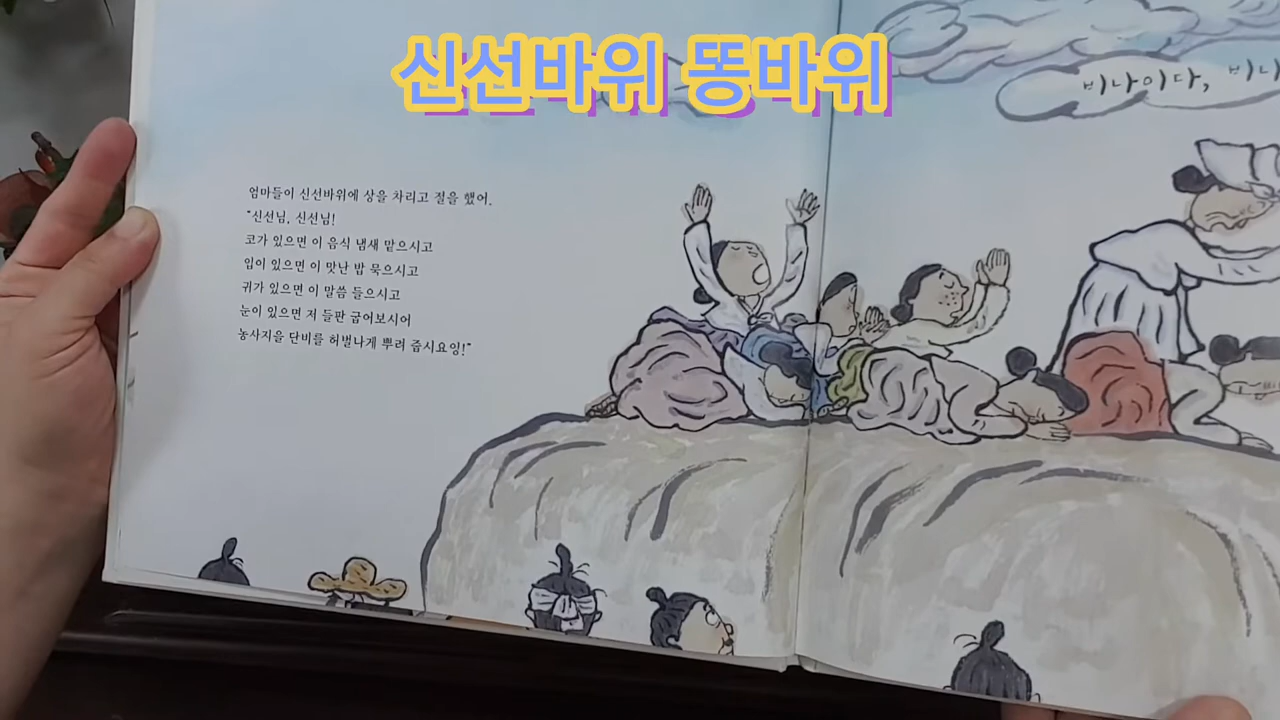 신선바위 똥바위
비나이다, 비나
엄마들이 신선바위에 상을 차리고 절을 했어.
"신선님, 신선님!
코가 있으면 이 음식 냄새 맡으시고
입이 있으면 이 맛난 밥 묵으시고
귀가 있으면 이 말씀 들으시고
눈이 있으면 저 들판 굽어보시어
농사지을 단비를 허벌나게 뿌려 줍시요잉!"